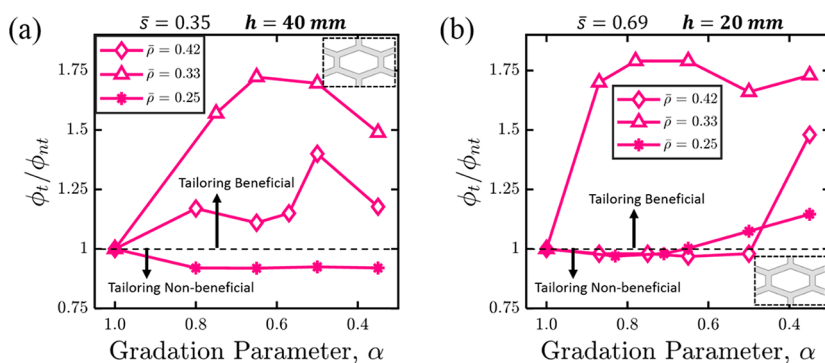 (a)
s̄ = 0.35 h = 40 mm
ρ̄ = 0.42
ρ̄ = 0.33
ρ̄ = 0.25
ϕt/ϕnt
1.75
1.5
1.25
1
0.75
Tailoring Beneficial
Tailoring Non-beneficial
1.0 0.8 0.6 0.4
Gradation Parameter, α
(b)
s̄ = 0.69 h = 20 mm
ρ̄ = 0.42
ρ̄ = 0.33
ρ̄ = 0.25
ϕt/ϕnt
1.75
1.5
1.25
1
0.75
Tailoring Beneficial
Tailoring Non-beneficial
1.0 0.8 0.6 0.4
Gradation Parameter, α